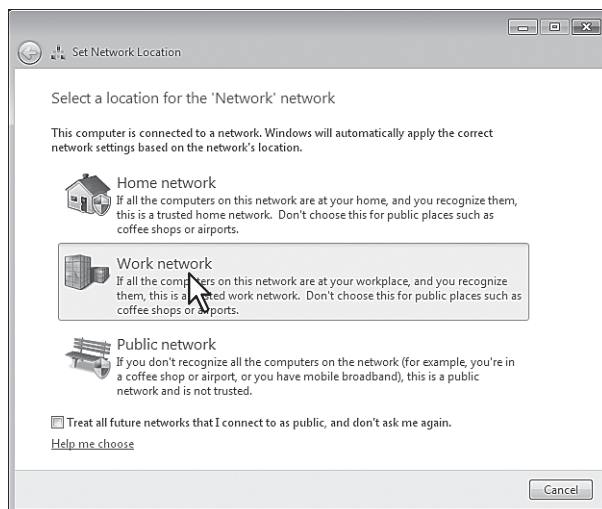 Set Network Location
Select a location for the 'Network' network
This computer is connected to a network. Windows will automatically apply the correct
network settings based on the network's location.
Home network
If all the computers on this network are at your home, and you recognize them,
this is a trusted home network. Don't choose this for public places such as
coffee shops or airports.
Work network
If all the computers on this network are at your workplace, and you recognize
them, this is a trusted work network. Don't choose this for public places such as
coffee shops or airports.
Public network
If you don't recognize all the computers on the network (for example, you're in
a coffee shop or airport, or you have mobile broadband), this is a public
network and is not trusted.
Treat all future networks that I connect to as public, and don't ask me again.
Help me choose
Cancel